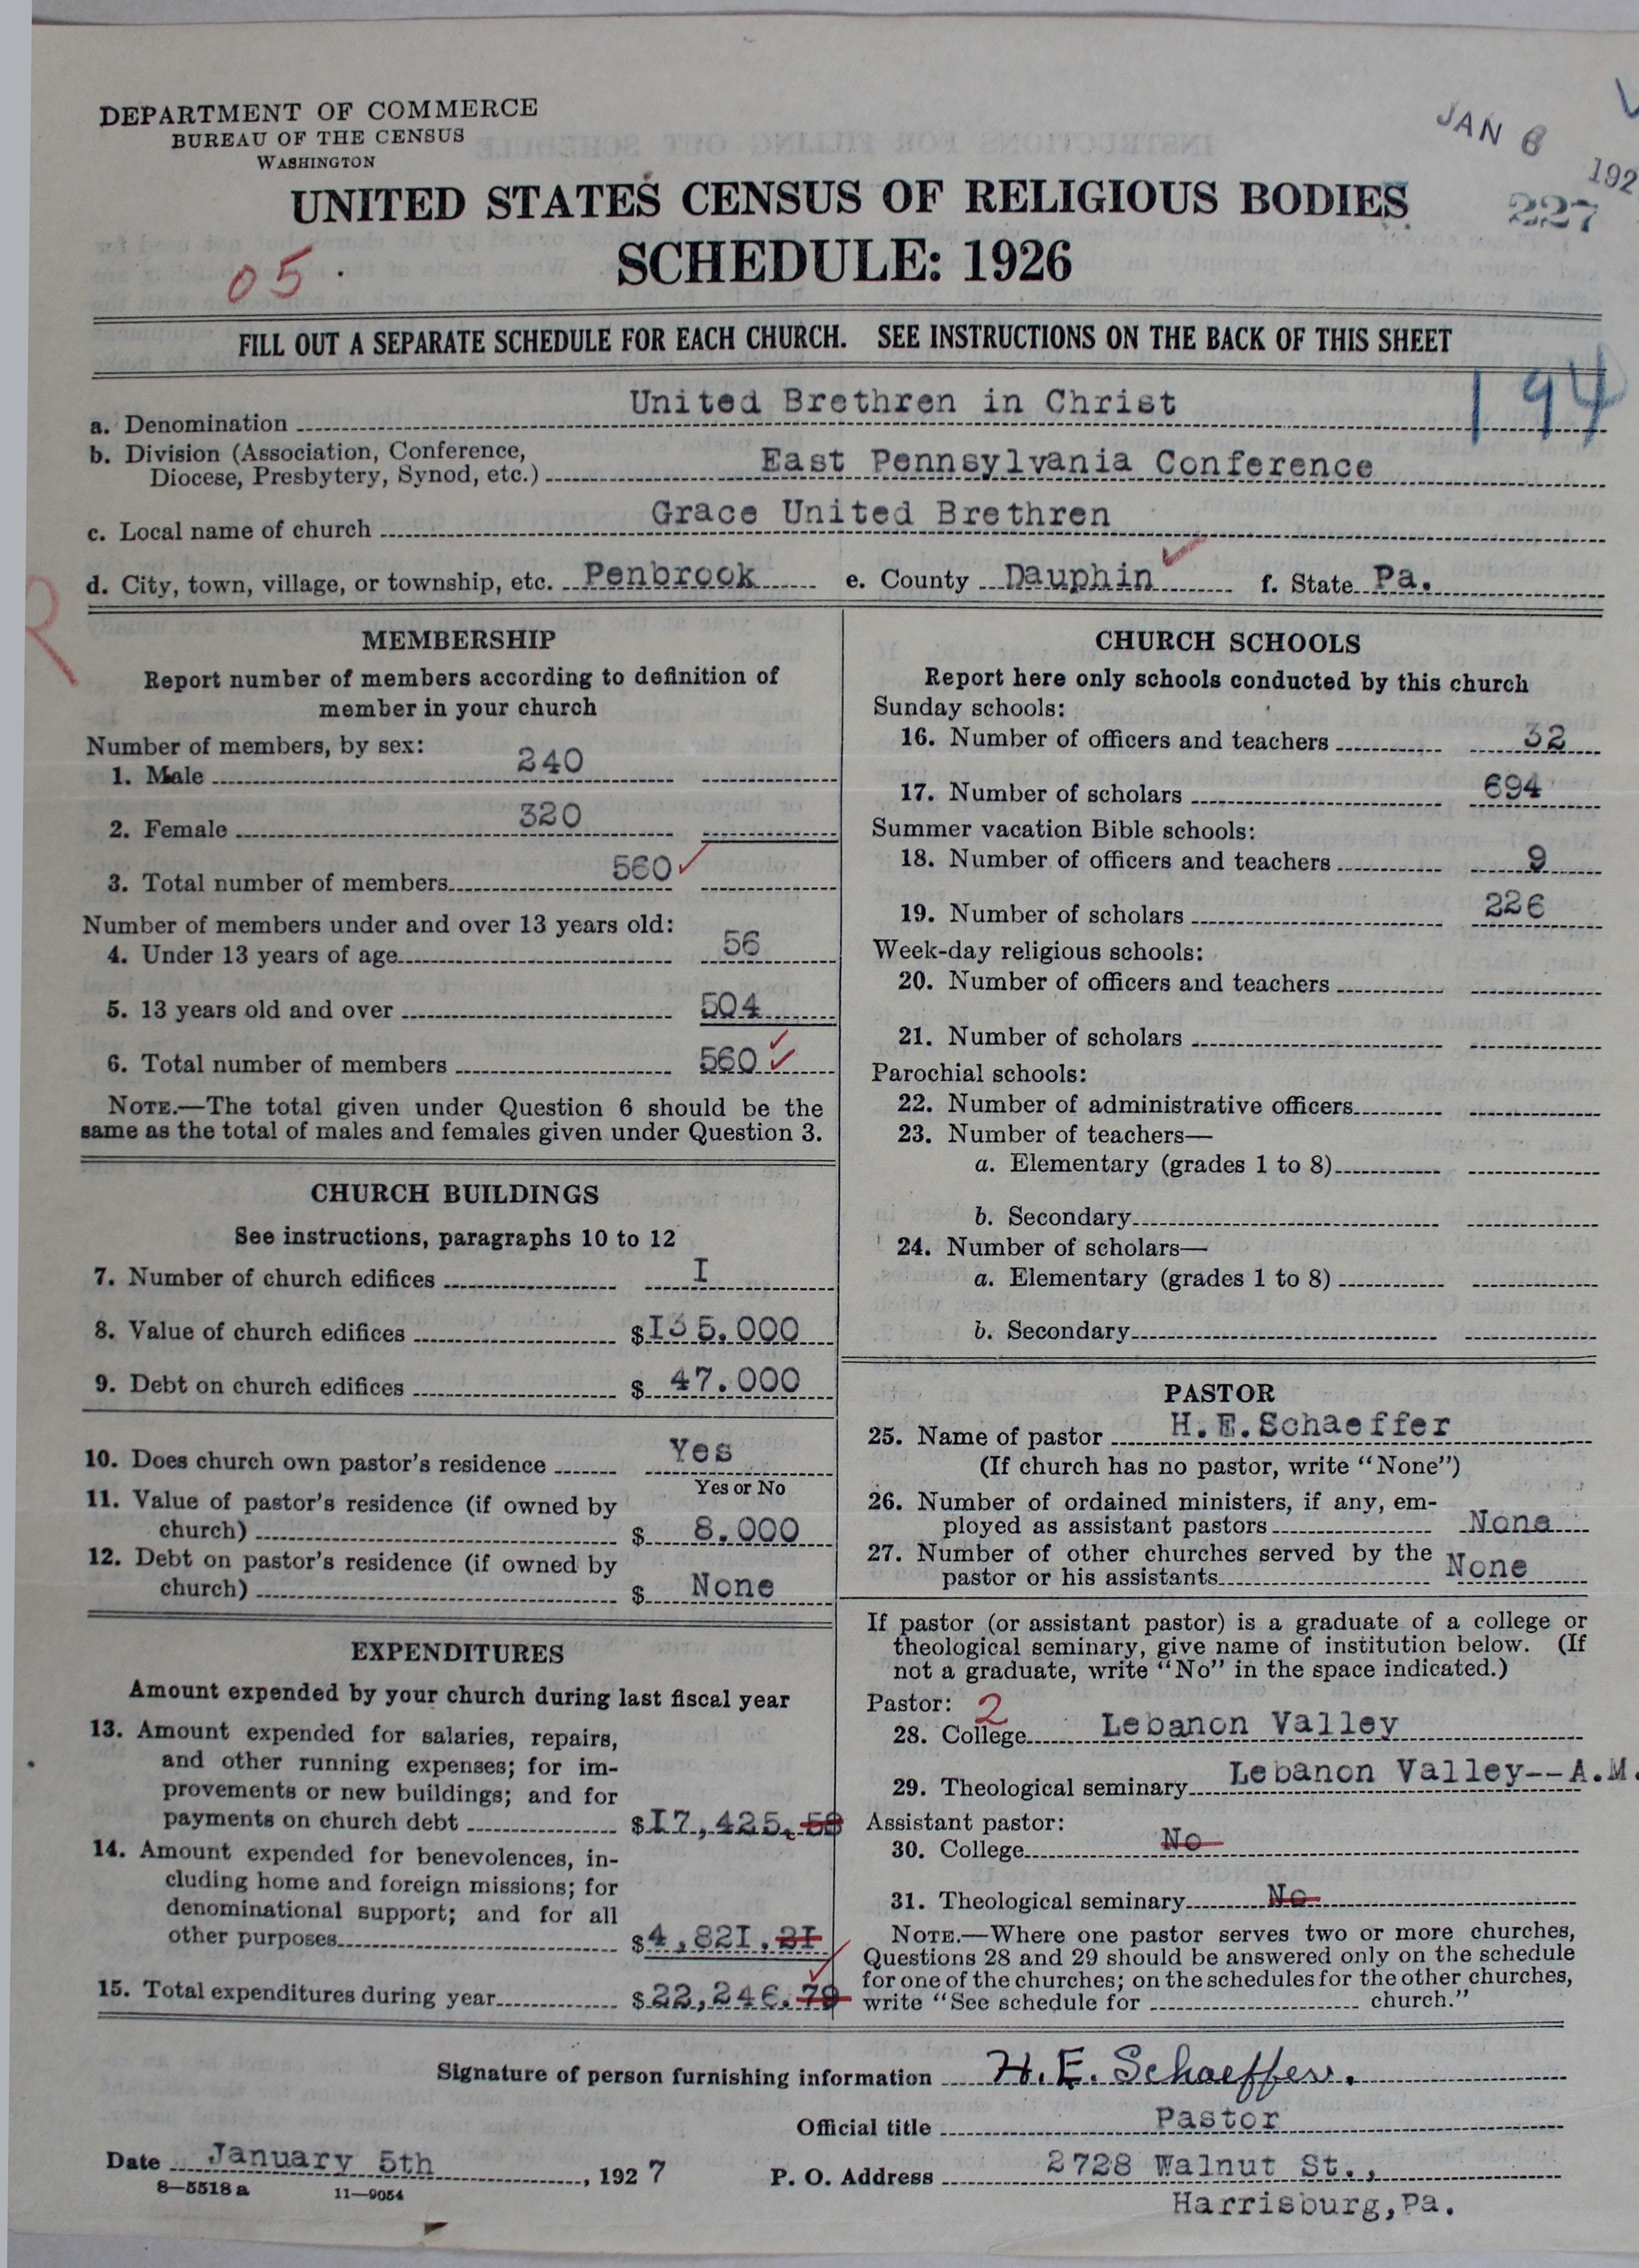 DEPARTMENT OF COMMERCE
BUREAU OF THE CENSUS
WASHINGTON
JAN 6 192
227
UNITED STATES CENSUS OF RELIGIOUS BODIES
SCHEDULE: 1926
05.
FILL OUT A SEPARATE SCHEDULE FOR EACH CHURCH. SEE INSTRUCTIONS ON THE BACK OF THIS SHEET
194
a. Denomination United Brethren in Christ
b. Division (Association, Conference,
Diocese, Presbytery, Synod, etc.) East Pennsylvania Conference
c. Local name of church Grace United Brethren
d. City, town, village, or township, etc. Penbrook e. County Dauphin f. State Pa.
R
MEMBERSHIP
Report number of members according to definition of
member in your church
Number of members, by sex:
1. Male 240
2. Female 320
3. Total number of members 560 ✓
Number of members under and over 13 years old:
4. Under 13 years of age 56
5. 13 years old and over 504
6. Total number of members 560 ✓
NOTE.—The total given under Question 6 should be the
same as the total of males and females given under Question 3.
CHURCH BUILDINGS
See instructions, paragraphs 10 to 12
7. Number of church edifices I
8. Value of church edifices $I35.000
9. Debt on church edifices $ 47.000
10. Does church own pastor's residence Yes
Yes or No
11. Value of pastor's residence (if owned by
church) $ 8.000
12. Debt on pastor's residence (if owned by
church) $ None
EXPENDITURES
Amount expended by your church during last fiscal year
13. Amount expended for salaries, repairs,
and other running expenses; for im-
provements or new buildings; and for
payments on church debt $I7,425.58
14. Amount expended for benevolences, in-
cluding home and foreign missions; for
denominational support; and for all
other purposes $4,82I.2I
15. Total expenditures during year $22,246.79
CHURCH SCHOOLS
Report here only schools conducted by this church
Sunday schools:
16. Number of officers and teachers 32
17. Number of scholars 694
Summer vacation Bible schools:
18. Number of officers and teachers 9
19. Number of scholars 226
Week-day religious schools:
20. Number of officers and teachers
21. Number of scholars
Parochial schools:
22. Number of administrative officers
23. Number of teachers—
a. Elementary (grades 1 to 8)
b. Secondary
24. Number of scholars—
a. Elementary (grades 1 to 8)
b. Secondary
PASTOR
25. Name of pastor H.E.Schaeffer
(If church has no pastor, write "None")
26. Number of ordained ministers, if any, em-
ployed as assistant pastors None
27. Number of other churches served by the
pastor or his assistants None
If pastor (or assistant pastor) is a graduate of a college or
theological seminary, give name of institution below. (If
not a graduate, write "No" in the space indicated.)
Pastor: 2
28. College Lebanon Valley
29. Theological seminary Lebanon Valley--A.M.
Assistant pastor:
30. College No
31. Theological seminary No
NOTE.—Where one pastor serves two or more churches,
Questions 28 and 29 should be answered only on the schedule
for one of the churches; on the schedules for the other churches,
write "See schedule for church."
Signature of person furnishing information H. E. Schaeffer.
Official title Pastor
Date January 5th, 1927 P. O. Address 2728 Walnut St.,
8—5518a 11—9054
Harrisburg,Pa.